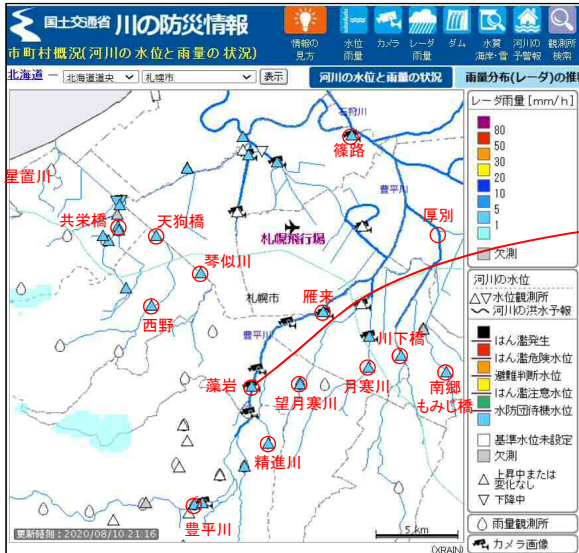 国土交通省 川の防災情報
市町村概況(河川の水位と雨量の状況)
情報の見方
水位雨量
カメラ
レーダ雨量
ダム
水質海岸・雪
河川の予警報
観測所検索
北海道 ー 北海道道央 札幌市 表示
河川の水位と雨量の状況
雨量分布(レーダ)の推
石狩川
篠路
星置川
共栄橋
天狗橋
豊平川
厚別
札幌飛行場
琴似川
札幌市
雁来
西野
豊平川
川下橋
藻岩
望月寒川
月寒川
南郷
もみじ橋
精進川
豊平川
更新時刻:2020/08/10 21:16
5 km
(XRAIN)
レーダ雨量 [mm/h]
80
50
30
20
10
5
1
欠測
河川の水位
△▽水位観測所
河川の洪水予報
はん濫発生
はん濫危険水位
避難判断水位
はん濫注意水位
水防団待機水位
基準水位未設定
欠測
△ 上昇中または
変化なし
▽ 下降中
雨量観測所
カメラ画像